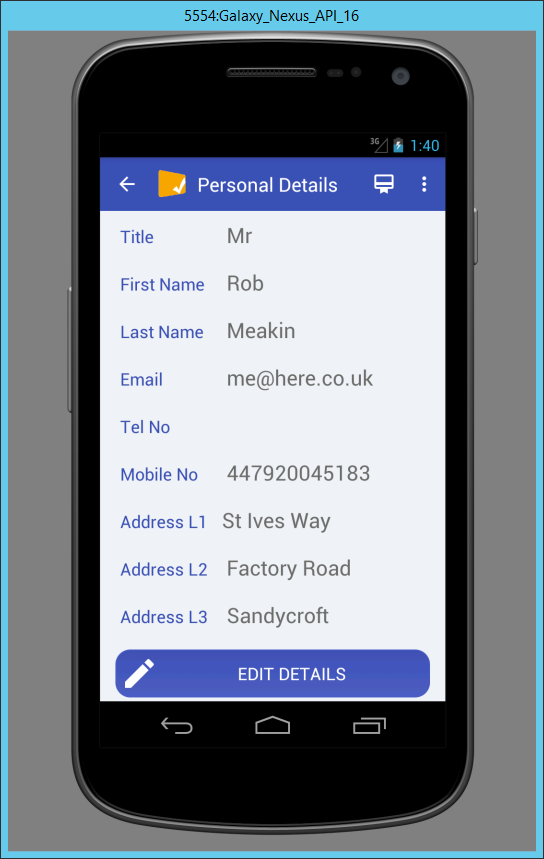 5554:Galaxy_Nexus_API_16
3G 1:40
Personal Details
Title Mr
First Name Rob
Last Name Meakin
Email me@here.co.uk
Tel No
Mobile No 447920045183
Address L1 St Ives Way
Address L2 Factory Road
Address L3 Sandycroft
EDIT DETAILS